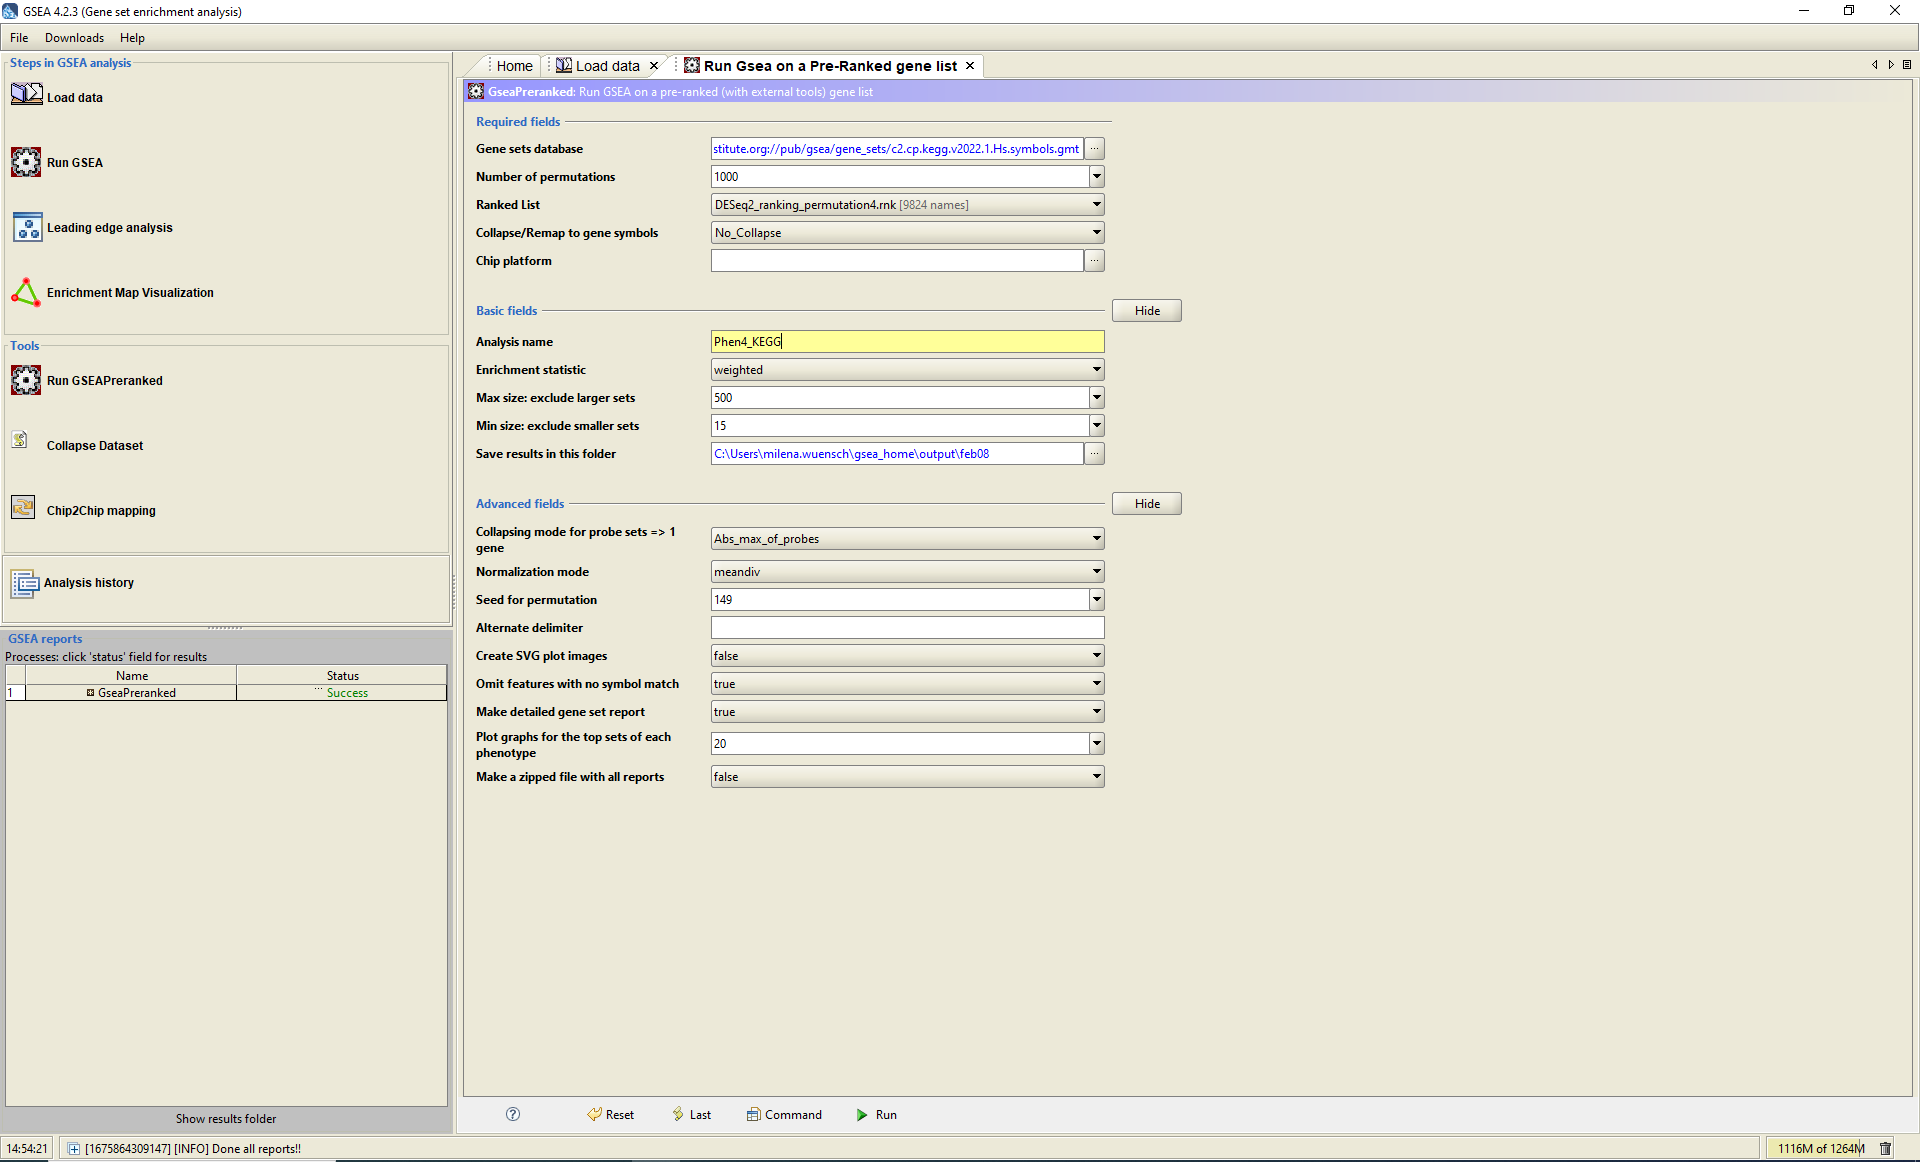 GSEA 4.2.3 (Gene set enrichment analysis)
File Downloads Help
Steps in GSEA analysis
Load data
Run GSEA
Leading edge analysis
Enrichment Map Visualization
Tools
Run GSEAPreranked
Collapse Dataset
Chip2Chip mapping
Analysis history
GSEA reports
Processes: click 'status' field for results
Name Status
1 GseaPreranked ... Success
Show results folder
Home Load data Run Gsea on a Pre-Ranked gene list
GseaPreranked: Run GSEA on a pre-ranked (with external tools) gene list
Required fields
Gene sets database stitute.org://pub/gsea/gene_sets/c2.cp.kegg.v2022.1.Hs.symbols.gmt ...
Number of permutations 1000
Ranked List DESeq2_ranking_permutation4.rnk [9824 names]
Collapse/Remap to gene symbols No_Collapse
Chip platform ...
Basic fields Hide
Analysis name Phen4_KEGG
Enrichment statistic weighted
Max size: exclude larger sets 500
Min size: exclude smaller sets 15
Save results in this folder C:\Users\milena.wuensch\gsea_home\output\feb08 ...
Advanced fields Hide
Collapsing mode for probe sets => 1 gene Abs_max_of_probes
Normalization mode meandiv
Seed for permutation 149
Alternate delimiter
Create SVG plot images false
Omit features with no symbol match true
Make detailed gene set report true
Plot graphs for the top sets of each phenotype 20
Make a zipped file with all reports false
? Reset Last Command Run
14:54:21 [1675864309147] [INFO] Done all reports!! 1116M of 1264M